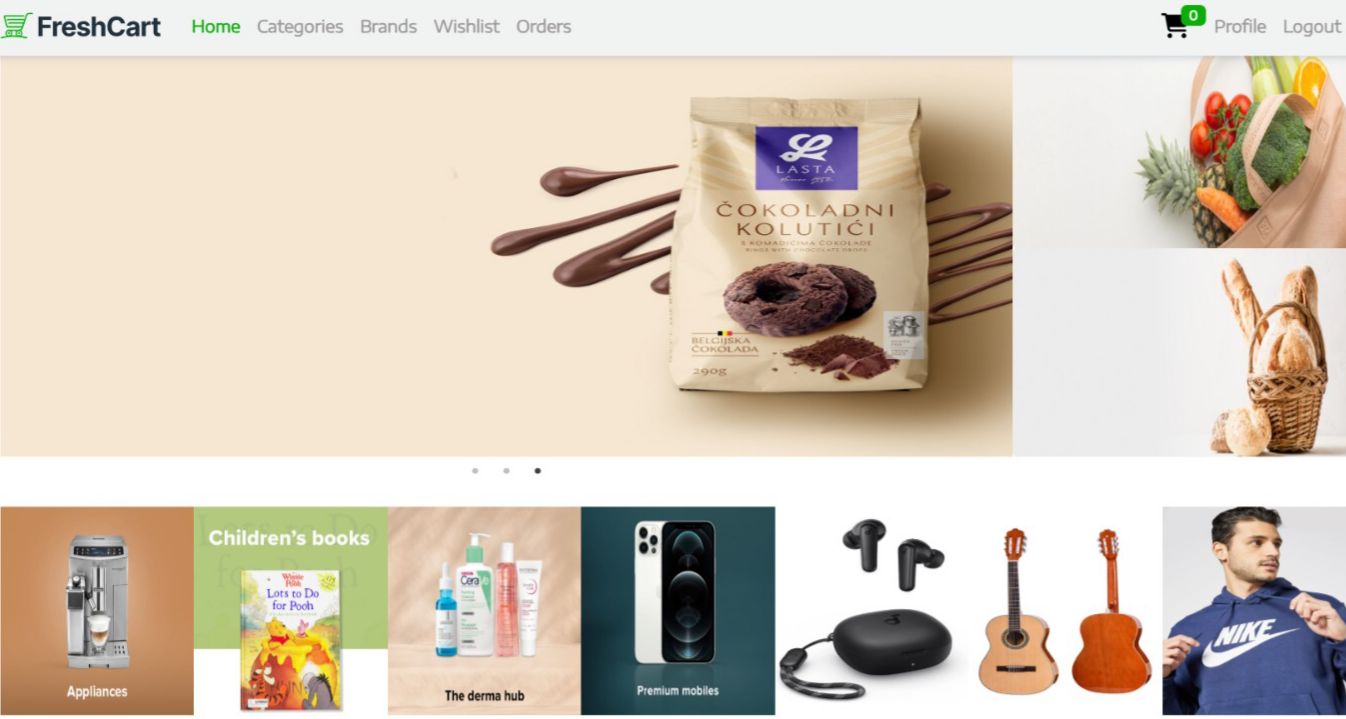 FreshCart
Home Categories Brands Wishlist Orders
0
Profile Logout
LASTA
ČOKOLADNI
KOLUTIĆI
S KOMADIĆIMA ČOKOLADE
RINGS WITH CHOCOLATE DROPS
BELGIJSKA
ČOKOLADA
290g
Appliances
Children's books
Winnie
Pooh
Lots to Do
for Pooh
CeraVe
The derma hub
Premium mobiles
NIKE